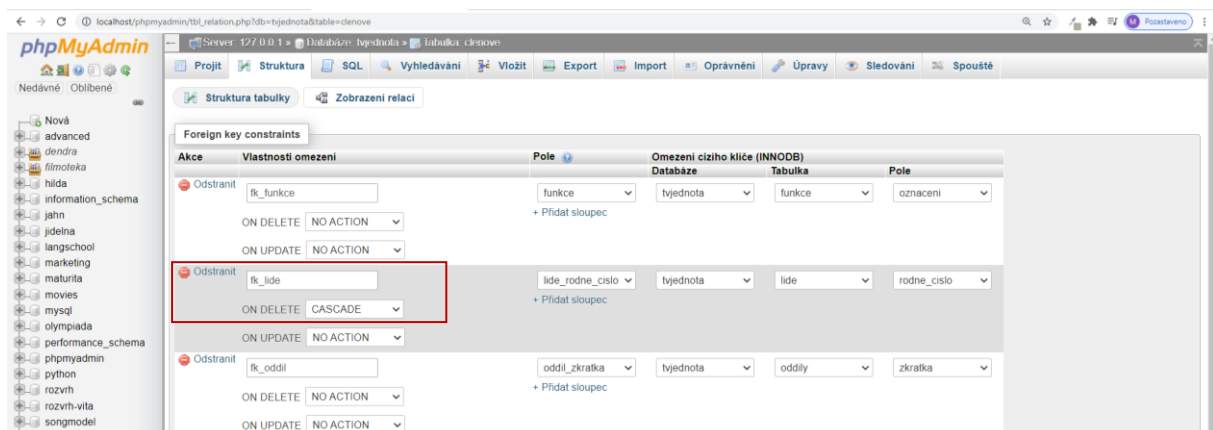 localhost/phpmyadmin/tbl_relation.php?db=tvjednota&table=clenove
Pozastaveno
phpMyAdmin
Nedávné Oblíbené
Nová
advanced
dendra
filmoteka
hilda
information_schema
jahn
jidelna
langschool
marketing
maturita
movies
mysql
olympiada
performance_schema
phpmyadmin
python
rozvrh
rozvrh-vita
songmodel
Server: 127.0.0.1 » Databáze: tvjednota » Tabulka: clenove
Projít Struktura SQL Vyhledávání Vložit Export Import Oprávnění Úpravy Sledování Spouště
Struktura tabulky Zobrazení relací
Foreign key constraints
Akce Vlastnosti omezení Pole Omezení cizího klíče (INNODB)
Databáze Tabulka Pole
Odstranit fk_funkce funkce tvjednota funkce oznaceni
+ Přidat sloupec
ON DELETE NO ACTION
ON UPDATE NO ACTION
Odstranit fk_lide lide_rodne_cislo tvjednota lide rodne_cislo
+ Přidat sloupec
ON DELETE CASCADE
ON UPDATE NO ACTION
Odstranit fk_oddil oddil_zkratka tvjednota oddily zkratka
+ Přidat sloupec
ON DELETE NO ACTION
ON UPDATE NO ACTION